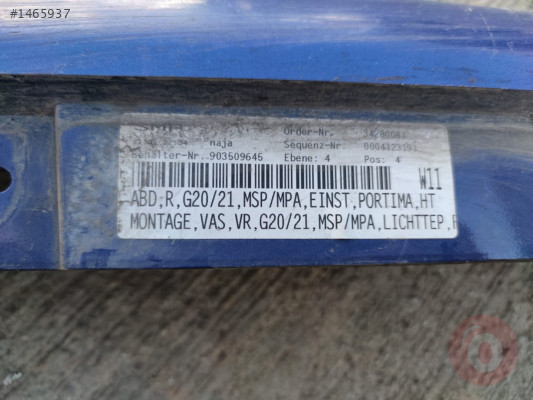 #1465937
Order-Nr.
naja Sequenz-Nr
Behälter-Nr. 903509645 Ebene: 4 Pos: 4
W11
ABD,R,G20/21,MSP/MPA,EINST,PORTIMA,HT
MONTAGE,VAS,VR,G20/21,MSP/MPA,LICHTTEP,